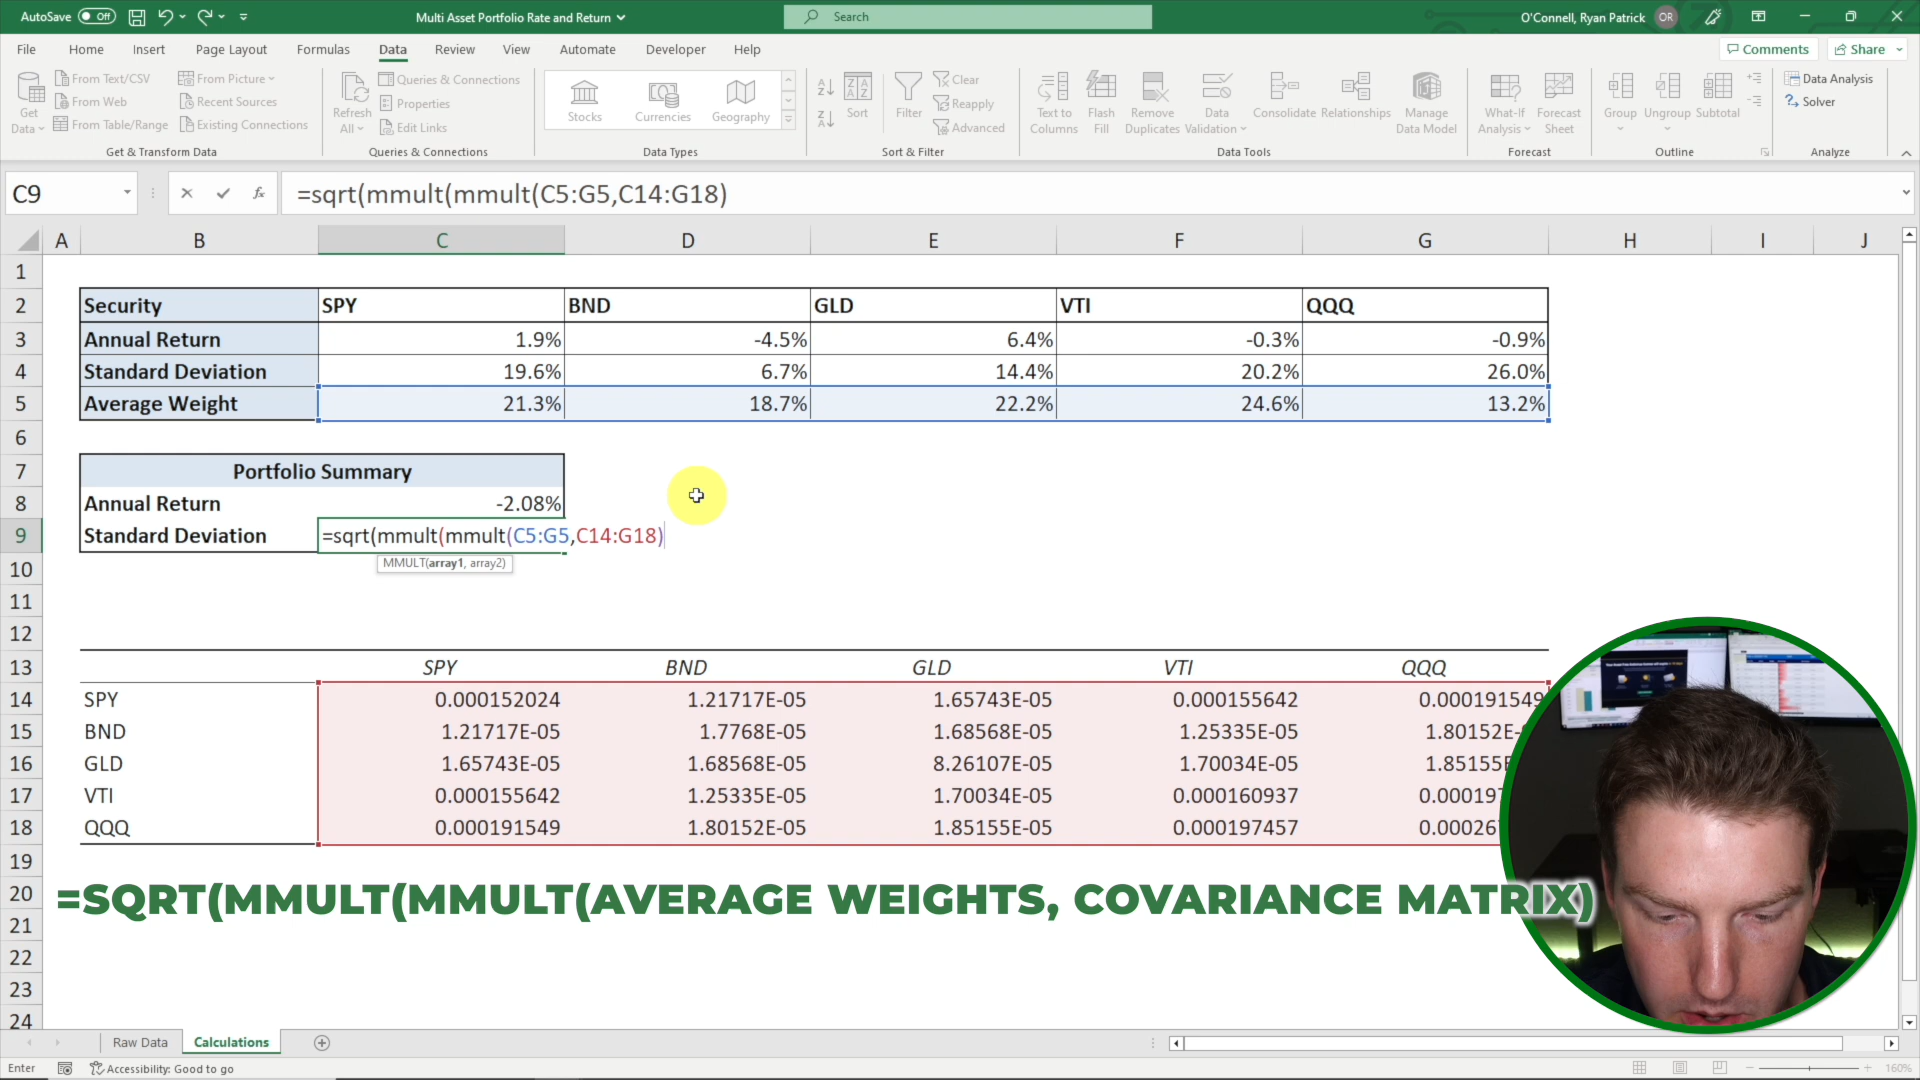 AutoSave Off Multi Asset Portfolio Rate and Return Search O'Connell, Ryan Patrick OR
File Home Insert Page Layout Formulas Data Review View Automate Developer Help Comments Share
Get Data From Text/CSV From Web From Table/Range From Picture Recent Sources Existing Connections
Get & Transform Data
Refresh All Queries & Connections Properties Edit Links
Queries & Connections
Stocks Currencies Geography
Data Types
Sort Filter Clear Reapply Advanced
Sort & Filter
Text to Columns Flash Fill Remove Duplicates Data Validation Consolidate Relationships Manage Data Model
Data Tools
What-If Analysis Forecast Sheet
Forecast
Group Ungroup Subtotal
Outline
Data Analysis Solver
Analyze
C9 fx =sqrt(mmult(mmult(C5:G5,C14:G18)
A B C D E F G H I J
1
2 Security SPY BND GLD VTI QQQ
3 Annual Return 1.9% -4.5% 6.4% -0.3% -0.9%
4 Standard Deviation 19.6% 6.7% 14.4% 20.2% 26.0%
5 Average Weight 21.3% 18.7% 22.2% 24.6% 13.2%
6
7 Portfolio Summary
8 Annual Return -2.08%
9 Standard Deviation =sqrt(mmult(mmult(C5:G5,C14:G18)
MMULT(array1, array2)
10
11
12
13 SPY BND GLD VTI QQQ
14 SPY 0.000152024 1.21717E-05 1.65743E-05 0.000155642 0.000191549
15 BND 1.21717E-05 1.7768E-05 1.68568E-05 1.25335E-05 1.80152E-
16 GLD 1.65743E-05 1.68568E-05 8.26107E-05 1.70034E-05 1.85155E
17 VTI 0.000155642 1.25335E-05 1.70034E-05 0.000160937 0.00019
18 QQQ 0.000191549 1.80152E-05 1.85155E-05 0.000197457 0.00026
19
20 =SQRT(MMULT(MMULT(AVERAGE WEIGHTS, COVARIANCE MATRIX)
21
22
23
24
Raw Data Calculations
Enter Accessibility: Good to go 160%